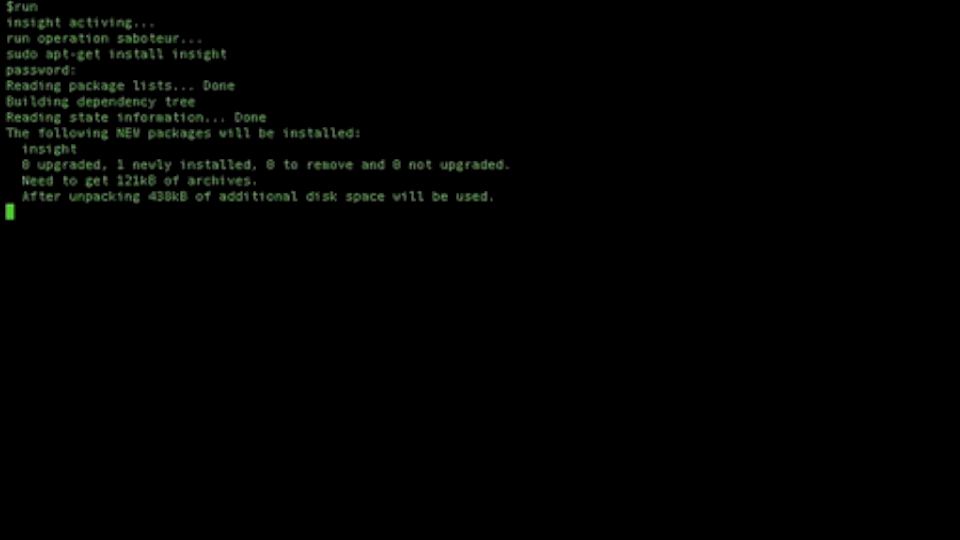 $run
insight activing...
run operation saboteur...
sudo apt-get install insight
password:
Reading package lists... Done
Building dependency tree
Reading state information... Done
The following NEW packages will be installed:
insight
0 upgraded, 1 newly installed, 0 to remove and 0 not upgraded.
Need to get 121kB of archives.
After unpacking 438kB of additional disk space will be used.